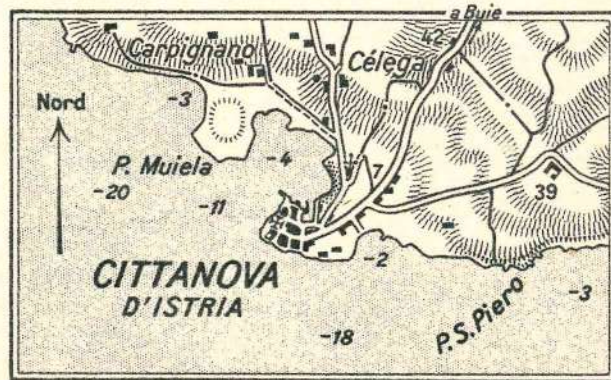 a Buie
42
Carpignano
Célega
Nord
-3
-4
P. Muiela
7
-20
-11
39
CITTANOVA
D'ISTRIA
-2
-3
P. S. Piero
-18